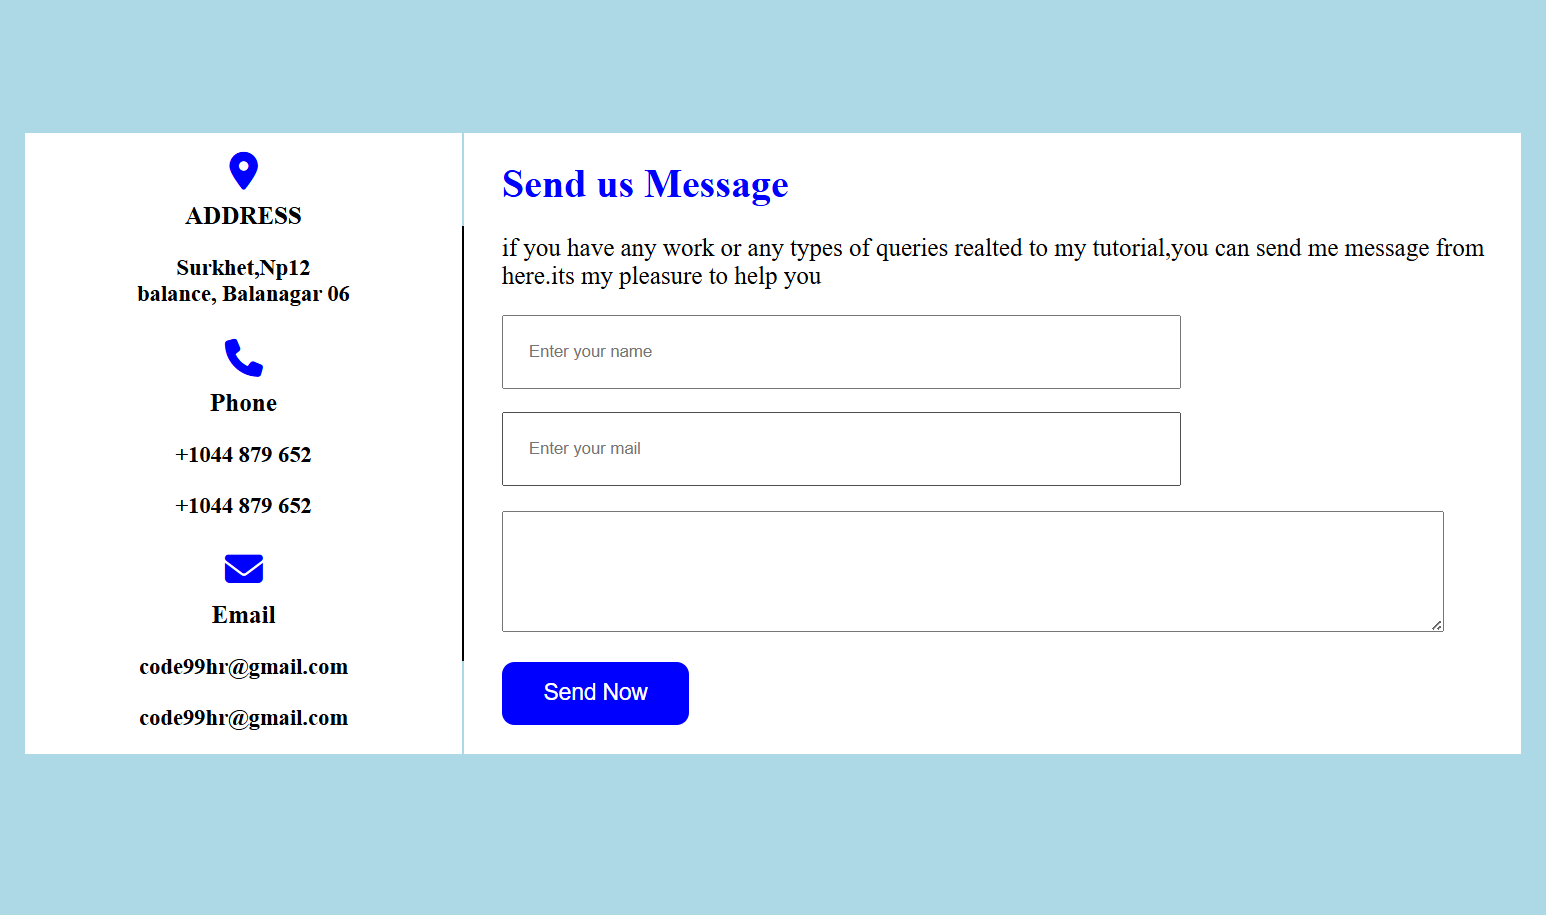 ADDRESS
Surkhet,Np12
balance, Balanagar 06
Phone
+1044 879 652
+1044 879 652
Email
code99hr@gmail.com
code99hr@gmail.com
Send us Message
if you have any work or any types of queries realted to my tutorial,you can send me message from
here.its my pleasure to help you
Enter your name
Enter your mail
Send Now